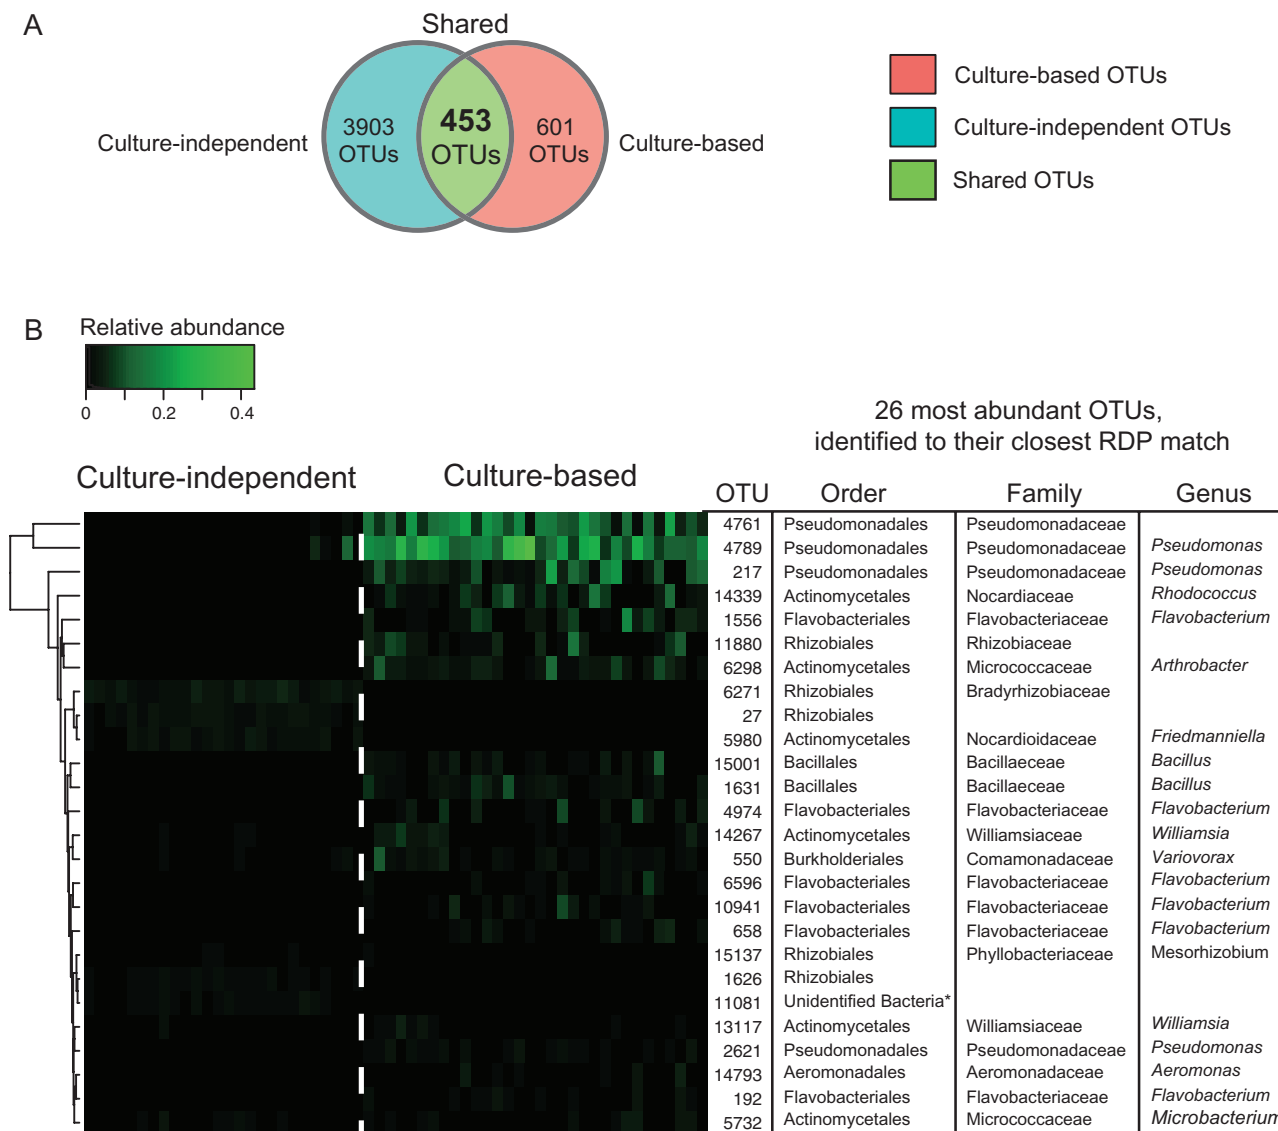 A
Shared
3903 OTUs
453 OTUs
601 OTUs
Culture-independent
Culture-based
Culture-based OTUs
Culture-independent OTUs
Shared OTUs
B
Relative abundance
0 0.2 0.4
26 most abundant OTUs,
identified to their closest RDP match
Culture-independent
Culture-based
OTU Order Family Genus
4761 Pseudomonadales Pseudomonadaceae
4789 Pseudomonadales Pseudomonadaceae Pseudomonas
217 Pseudomonadales Pseudomonadaceae Pseudomonas
14339 Actinomycetales Nocardiaceae Rhodococcus
1556 Flavobacteriales Flavobacteriaceae Flavobacterium
11880 Rhizobiales Rhizobiaceae
6298 Actinomycetales Micrococcaceae Arthrobacter
6271 Rhizobiales Bradyrhizobiaceae
27 Rhizobiales
5980 Actinomycetales Nocardioidaceae Friedmanniella
15001 Bacillales Bacillaeceae Bacillus
1631 Bacillales Bacillaeceae Bacillus
4974 Flavobacteriales Flavobacteriaceae Flavobacterium
14267 Actinomycetales Williamsiaceae Williamsia
550 Burkholderiales Comamonadaceae Variovorax
6596 Flavobacteriales Flavobacteriaceae Flavobacterium
10941 Flavobacteriales Flavobacteriaceae Flavobacterium
658 Flavobacteriales Flavobacteriaceae Flavobacterium
15137 Rhizobiales Phyllobacteriaceae Mesorhizobium
1626 Rhizobiales
11081 Unidentified Bacteria*
13117 Actinomycetales Williamsiaceae Williamsia
2621 Pseudomonadales Pseudomonadaceae Pseudomonas
14793 Aeromonadales Aeromonadaceae Aeromonas
192 Flavobacteriales Flavobacteriaceae Flavobacterium
5732 Actinomycetales Micrococcaceae Microbacterium